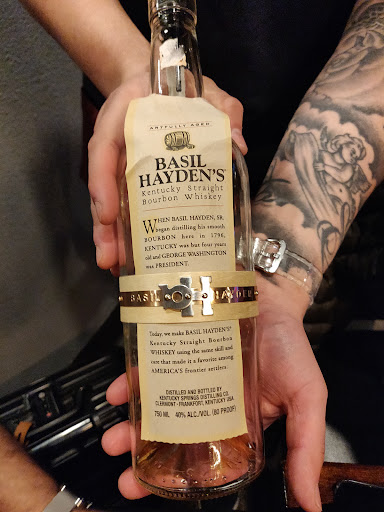 ARTFULLY AGED
BASIL
HAYDEN'S®
Kentucky Straight
Bourbon Whiskey
WHEN BASIL HAYDEN, SR.
began distilling his smooth
BOURBON here in 1796,
KENTUCKY was but four years
old and GEORGE WASHINGTON
was PRESIDENT.
BASIL HAYDEN'S
Today, we make BASIL HAYDEN'S®
Kentucky Straight Bourbon
WHISKEY using the same skill and
care that made it a favorite among
AMERICA's frontier settlers.
DISTILLED AND BOTTLED BY
KENTUCKY SPRINGS DISTILLING CO.
CLERMONT - FRANKFORT, KENTUCKY USA
750 ML 40% ALC./VOL. (80 PROOF)